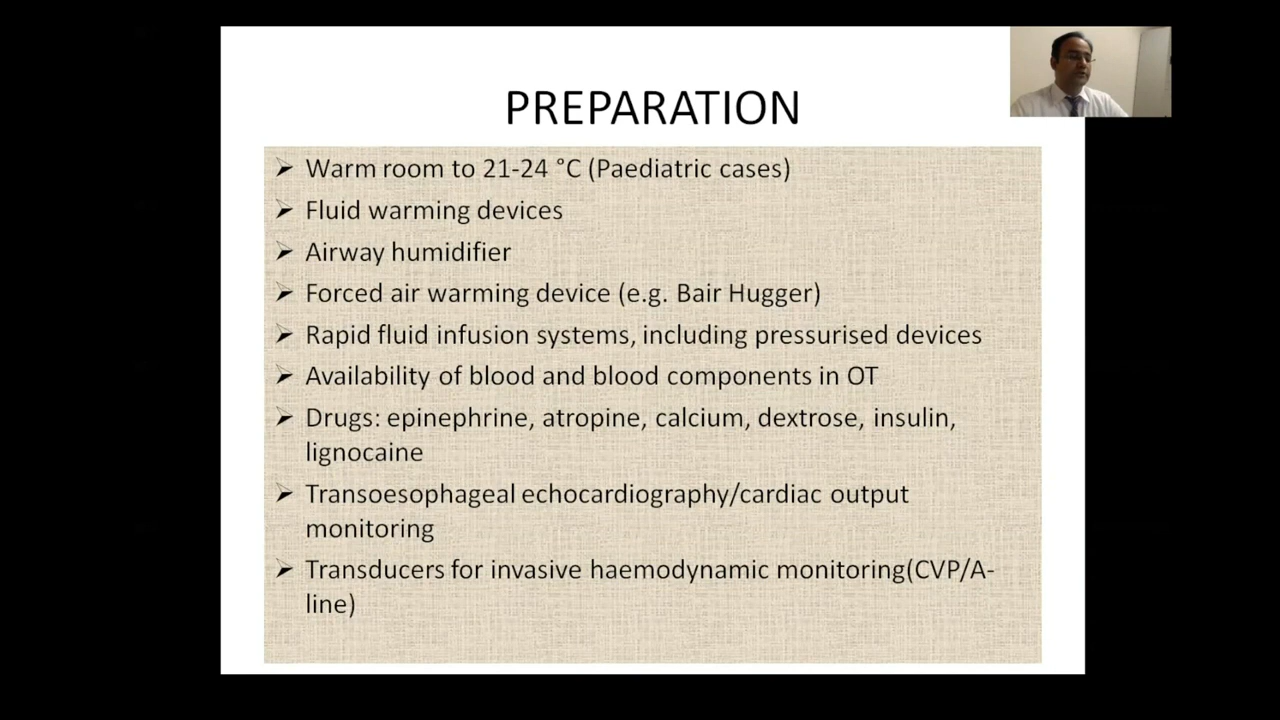 PREPARATION
➢ Warm room to 21-24 °C (Paediatric cases)
➢ Fluid warming devices
➢ Airway humidifier
➢ Forced air warming device (e.g. Bair Hugger)
➢ Rapid fluid infusion systems, including pressurised devices
➢ Availability of blood and blood components in OT
➢ Drugs: epinephrine, atropine, calcium, dextrose, insulin,
lignocaine
➢ Transoesophageal echocardiography/cardiac output
monitoring
➢ Transducers for invasive haemodynamic monitoring(CVP/A-
line)